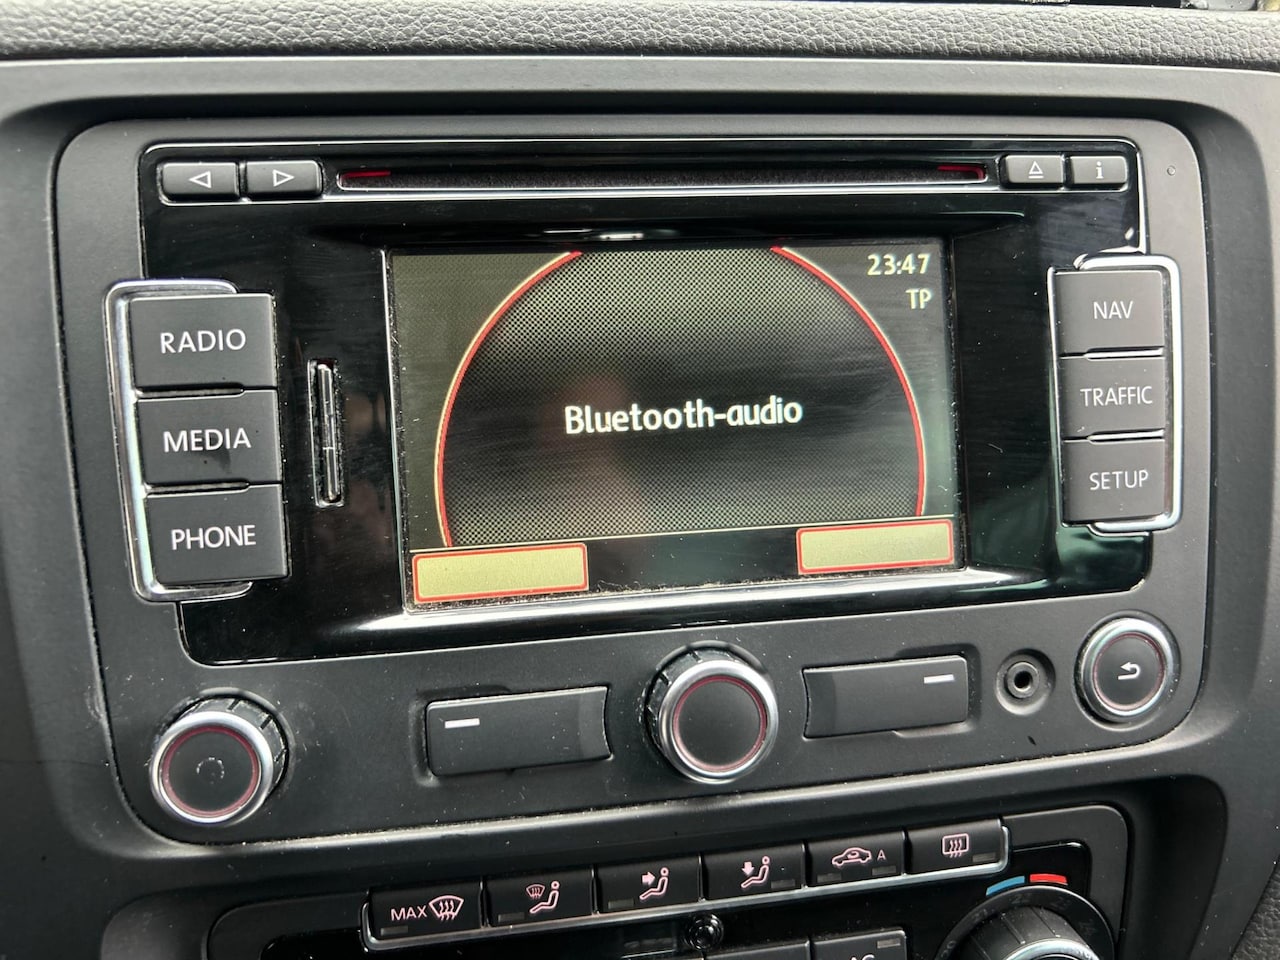 23:47
TP
RADIO
NAV
Bluetooth-audio
TRAFFIC
MEDIA
SETUP
PHONE
MAX
A